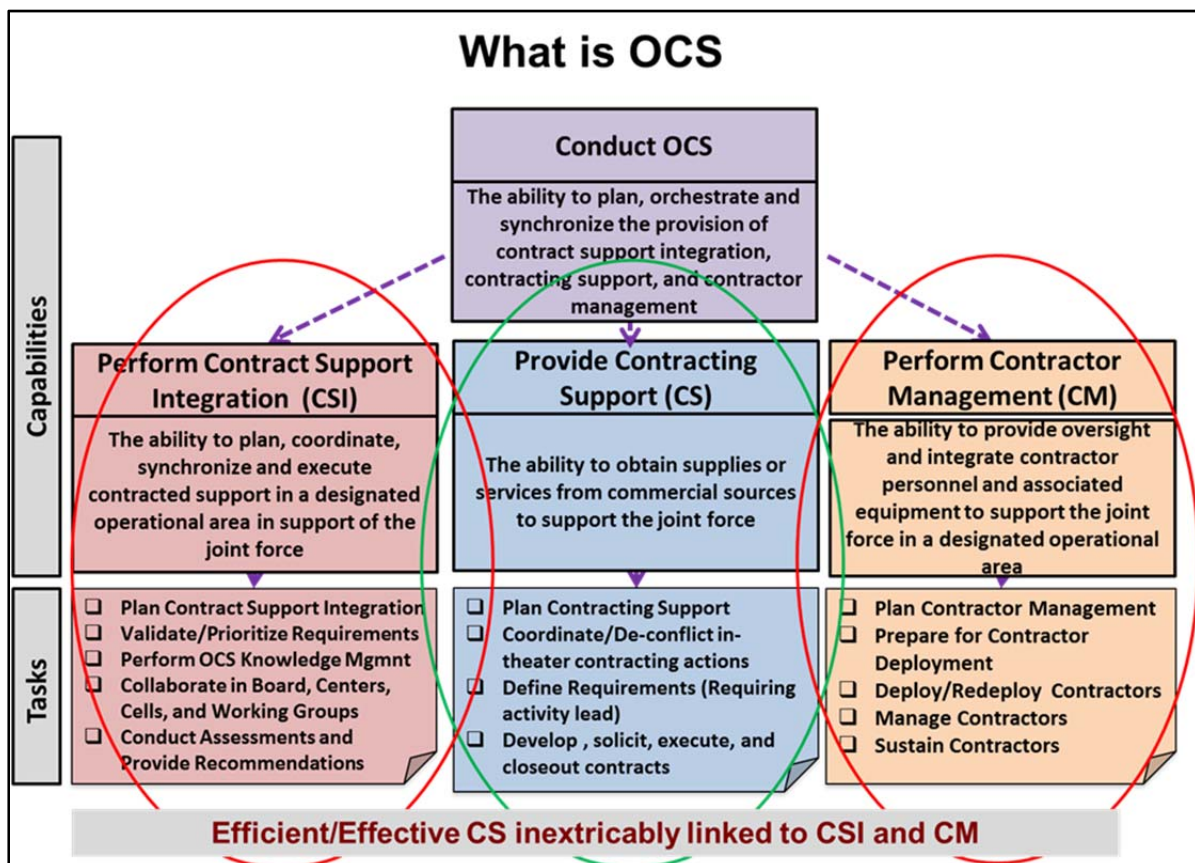 What is OCS
Capabilities
Conduct OCS
The ability to plan, orchestrate and
synchronize the provision of
contract support integration,
contracting support, and contractor
management
Perform Contract Support
Integration (CSI)
The ability to plan, coordinate,
synchronize and execute
contracted support in a designated
operational area in support of the
joint force
Provide Contracting
Support (CS)
The ability to obtain supplies or
services from commercial sources
to support the joint force
Perform Contractor
Management (CM)
The ability to provide oversight
and integrate contractor
personnel and associated
equipment to support the joint
force in a designated operational
area
Tasks
❑ Plan Contract Support Integration
❑ Validate/Prioritize Requirements
❑ Perform OCS Knowledge Mgmnt
❑ Collaborate in Board, Centers,
Cells, and Working Groups
❑ Conduct Assessments and
Provide Recommendations
❑ Plan Contracting Support
❑ Coordinate/De-conflict in-
theater contracting actions
❑ Define Requirements (Requiring
activity lead)
❑ Develop , solicit, execute, and
closeout contracts
❑ Plan Contractor Management
❑ Prepare for Contractor
Deployment
❑ Deploy/Redeploy Contractors
❑ Manage Contractors
❑ Sustain Contractors
Efficient/Effective CS inextricably linked to CSI and CM